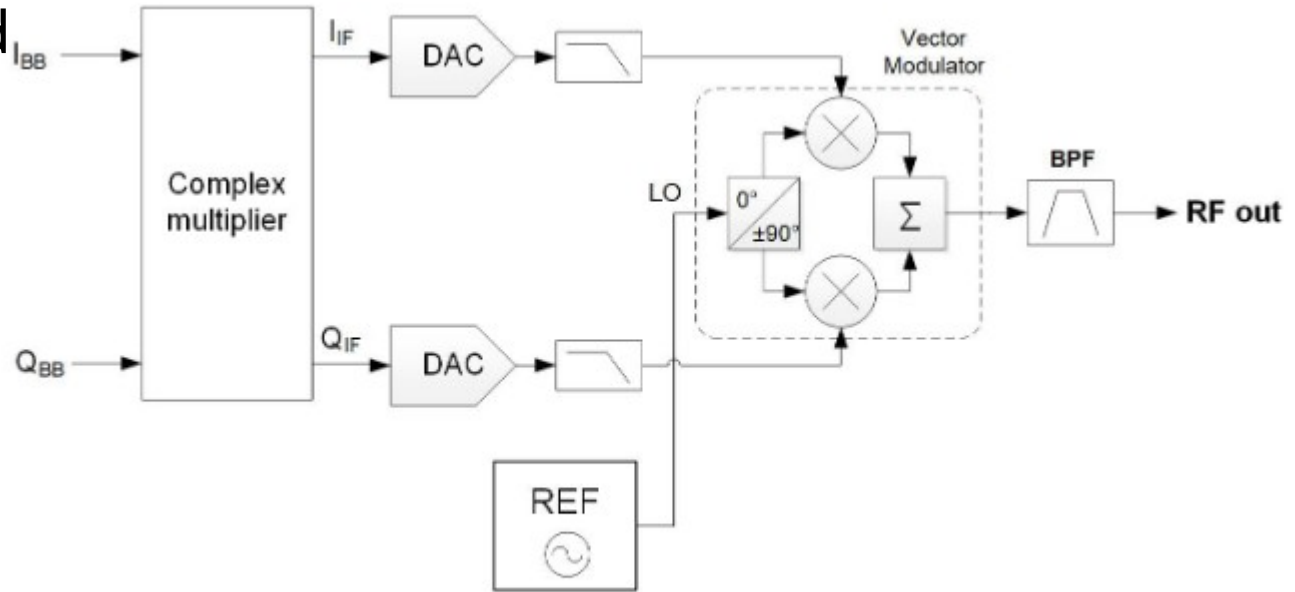 d
I_BB
I_IF
DAC
Vector
Modulator
Complex
multiplier
BPF
LO
0°
±90°
Σ
RF out
Q_BB
Q_IF
DAC
REF